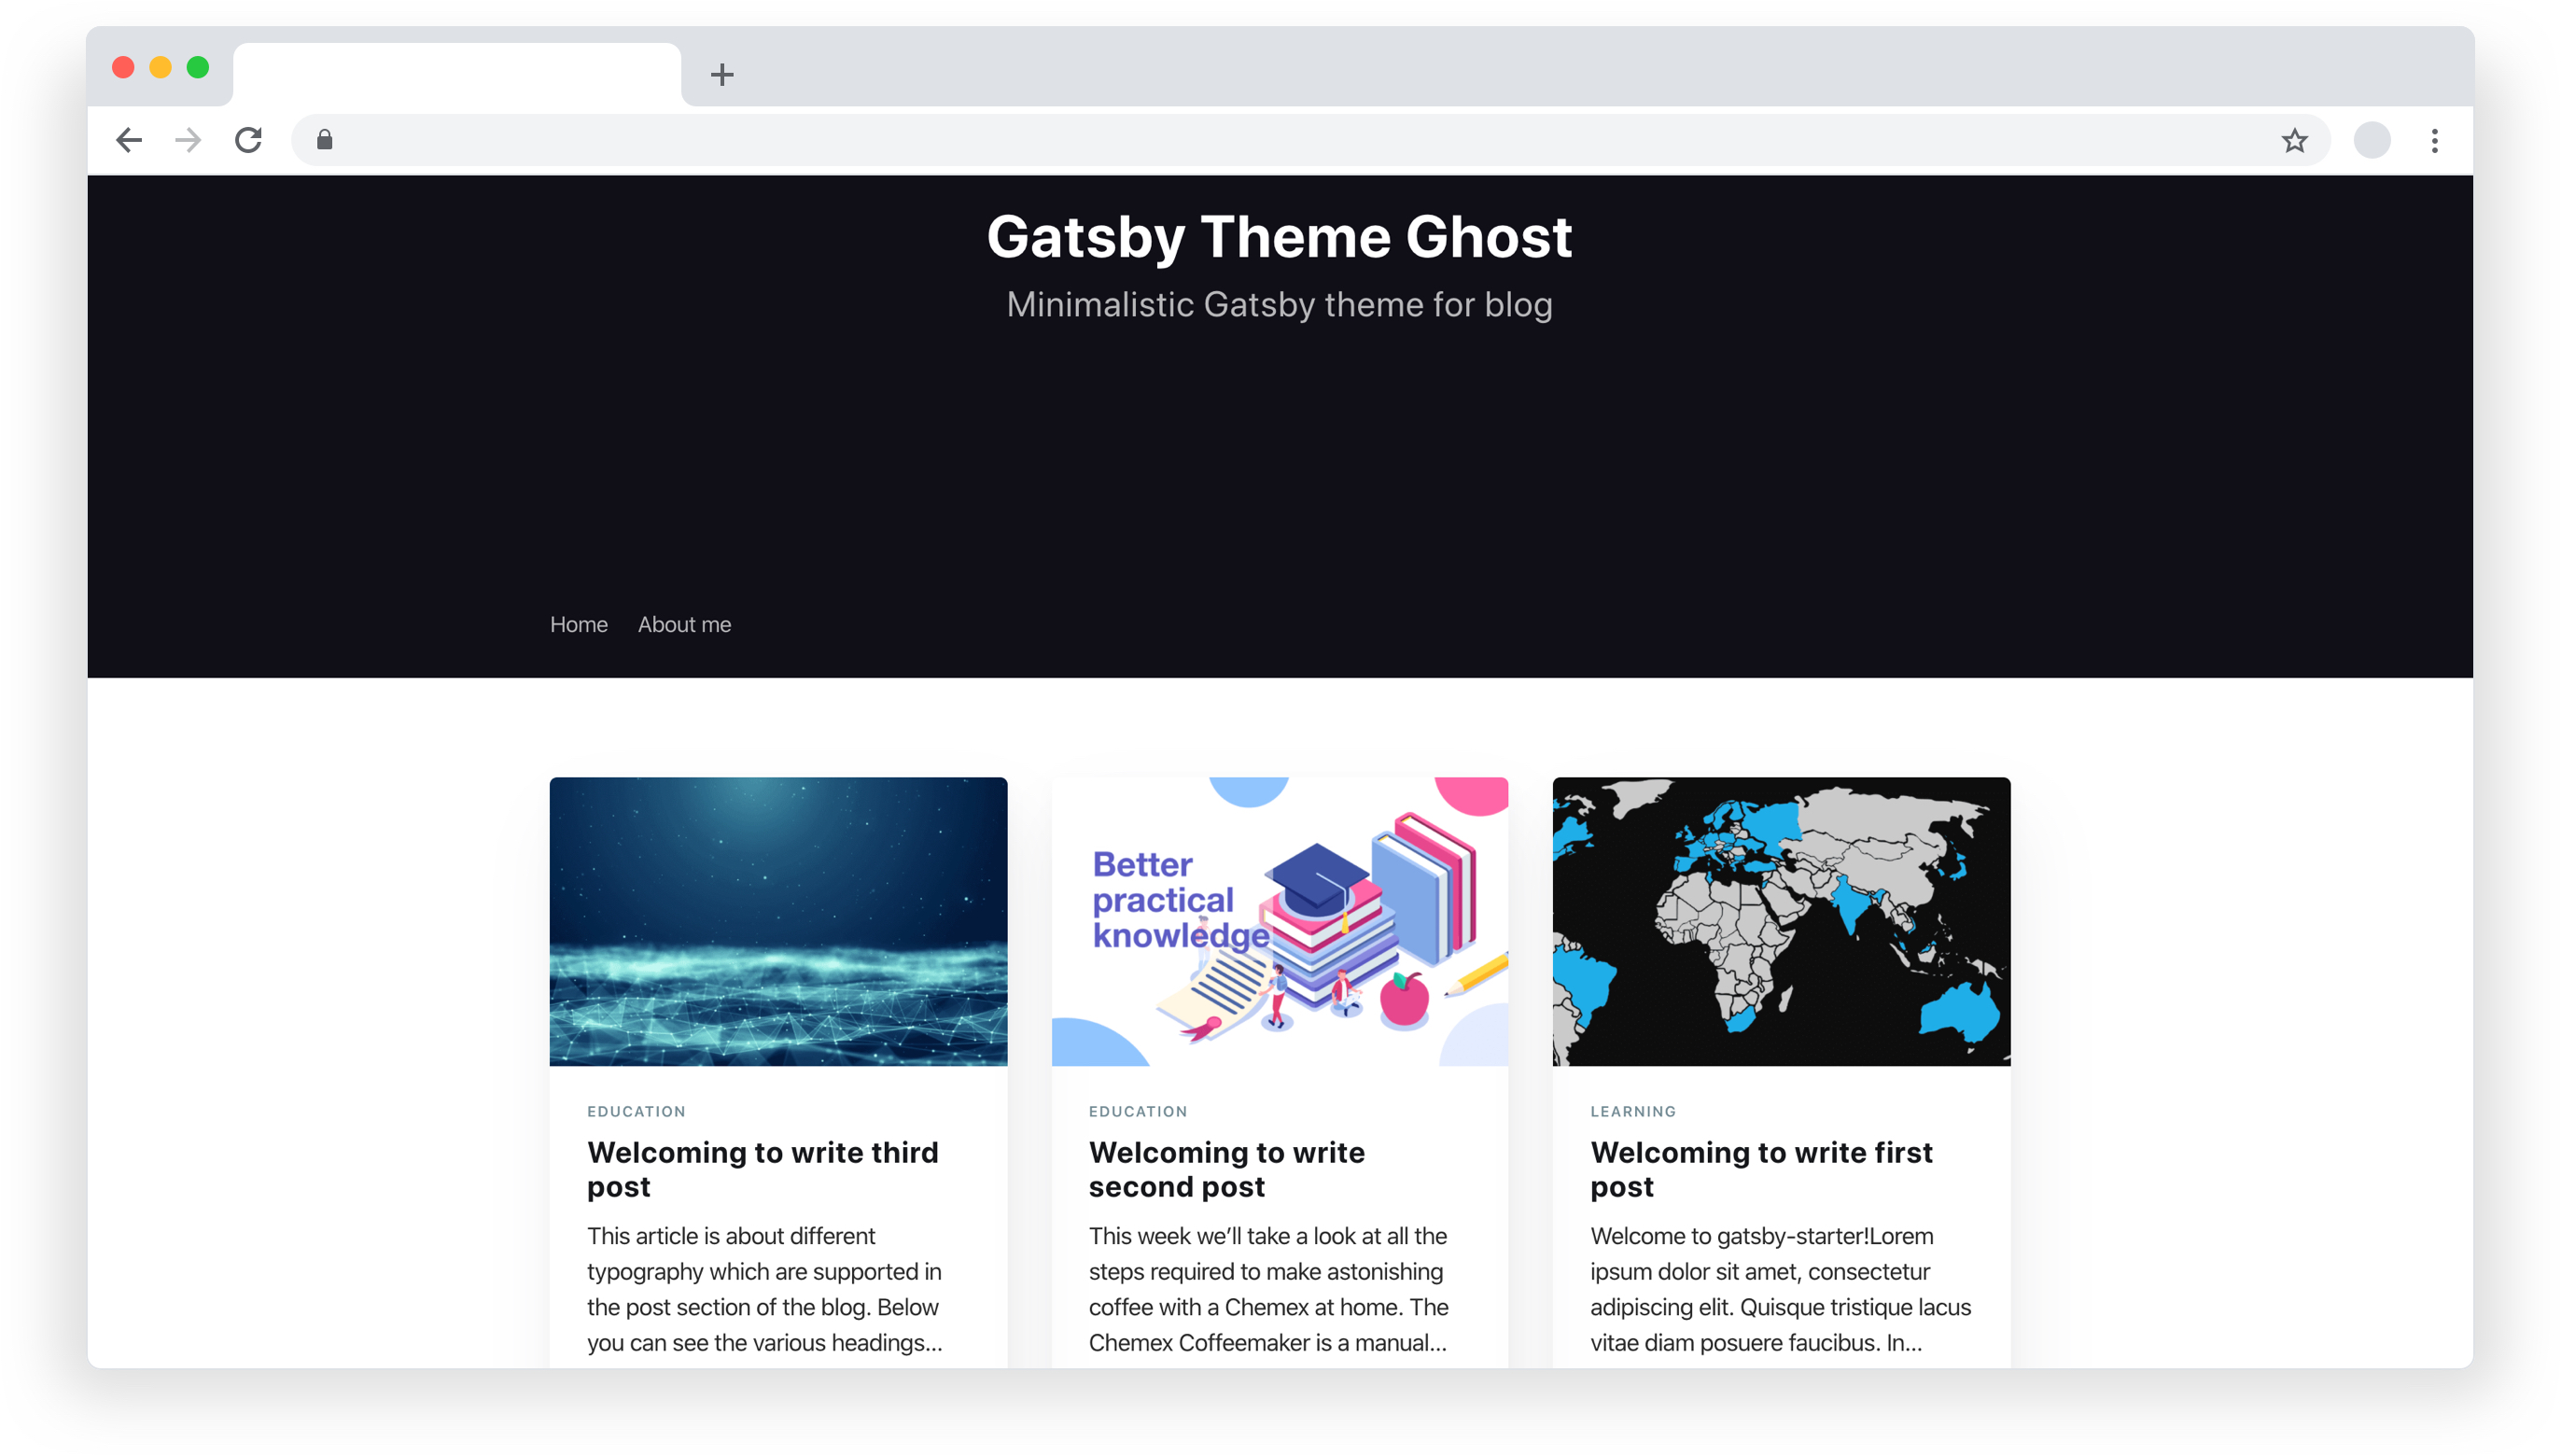 Gatsby Theme Ghost
Minimalistic Gatsby theme for blog
Home
About me
Better
practical
knowledge
EDUCATION
Welcoming to write third
post
This article is about different
typography which are supported in
the post section of the blog. Below
you can see the various headings...
EDUCATION
Welcoming to write
second post
This week we’ll take a look at all the
steps required to make astonishing
coffee with a Chemex at home. The
Chemex Coffeemaker is a manual...
LEARNING
Welcoming to write first
post
Welcome to gatsby-starter!Lorem
ipsum dolor sit amet, consectetur
adipiscing elit. Quisque tristique lacus
vitae diam posuere faucibus. In...